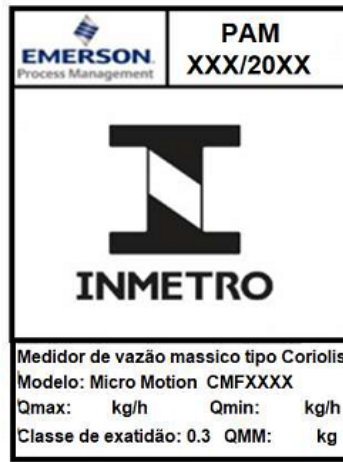 EMERSON.
Process Management
PAM
XXX/20XX
INMETRO
Medidor de vazão massico tipo Coriolis
Modelo: Micro Motion CMFXXXX
Qmax: kg/h Qmin: kg/h
Classe de exatidão: 0.3 QMM: kg